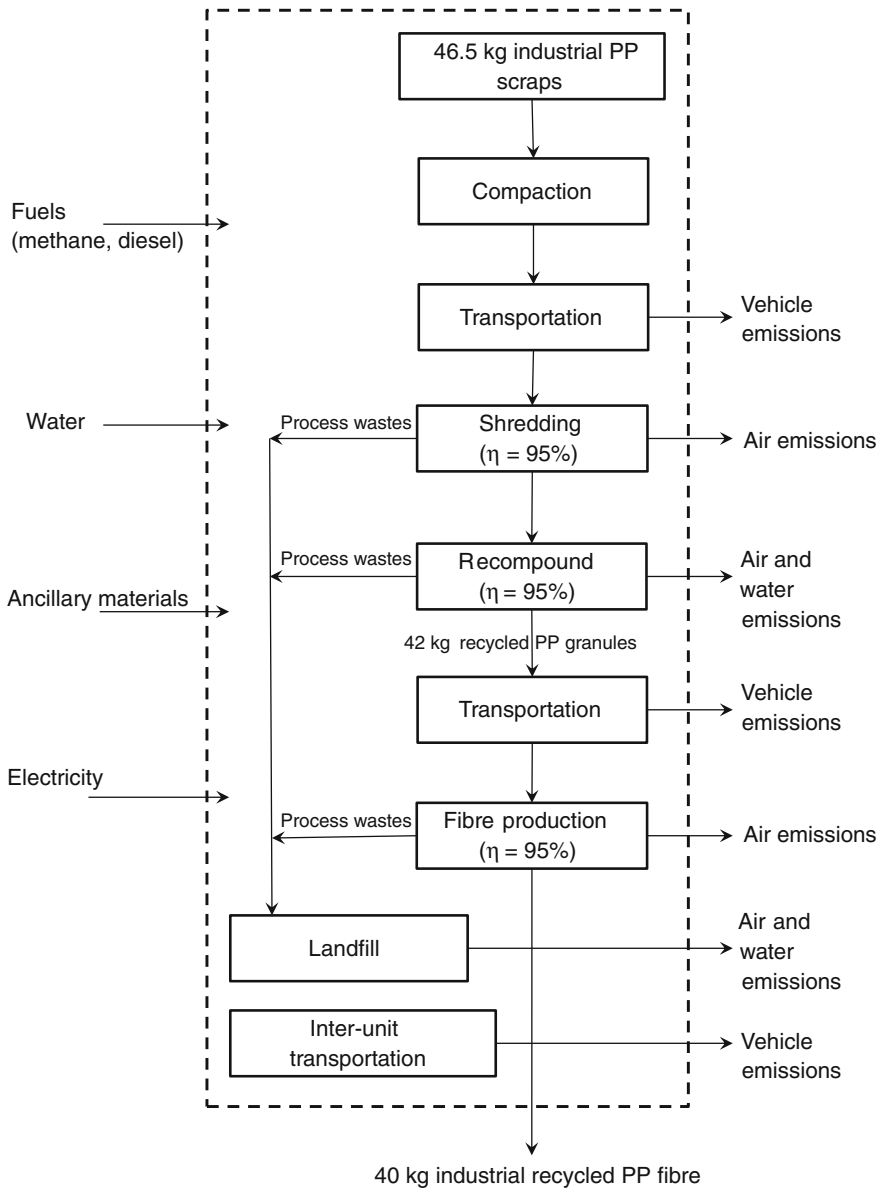 46.5 kg industrial PP
scraps
Compaction
Fuels
(methane, diesel)
Transportation
Vehicle
emissions
Water
Process wastes
Shredding
(η = 95%)
Air emissions
Process wastes
Recompound
(η = 95%)
Air and
water
emissions
Ancillary materials
42 kg recycled PP granules
Transportation
Vehicle
emissions
Electricity
Process wastes
Fibre production
(η = 95%)
Air emissions
Landfill
Air and
water
emissions
Inter-unit
transportation
Vehicle
emissions
40 kg industrial recycled PP fibre